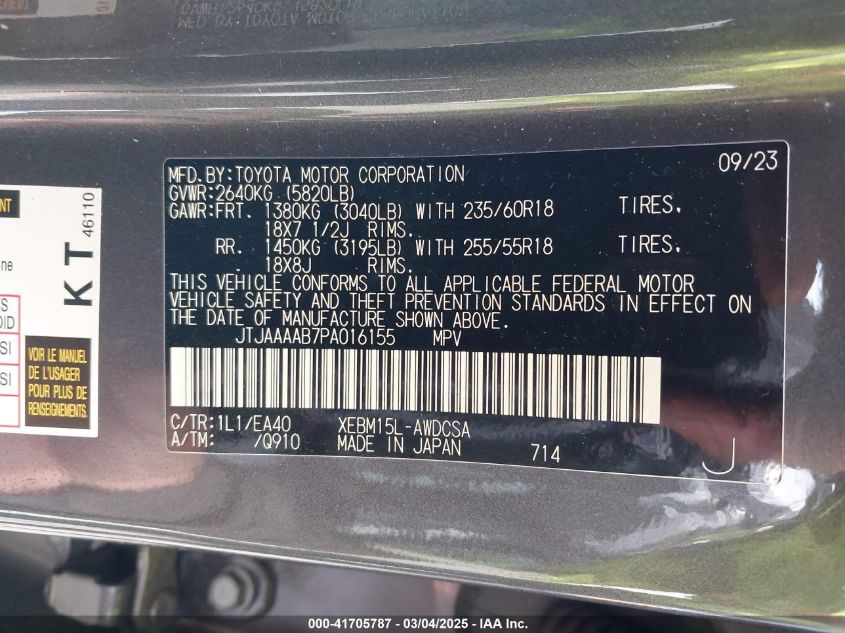 MFD.BY:TOYOTA MOTOR CORPORATION 09/23
GVWR:2640KG (5820LB)
GAWR:FRT. 1380KG (3040LB) WITH 235/60R18 TIRES.
18X7 1/2J RIMS.
RR. 1450KG (3195LB) WITH 255/55R18 TIRES.
18X8J RIMS.
THIS VEHICLE CONFORMS TO ALL APPLICABLE FEDERAL MOTOR
VEHICLE SAFETY AND THEFT PREVENTION STANDARDS IN EFFECT ON
THE DATE OF MANUFACTURE SHOWN ABOVE.
JTJAAAAB7PA016155 MPV
C/TR:1L1/EA40 XEBM15L-AWDCSA
A/TM: /Q910 MADE IN JAPAN 714 J
KT 46110
VOIR LE MANUEL
DE L'USAGER
POUR PLUS DE
RENSEIGNEMENTS.
000-41705787 - 03/04/2025 - IAA Inc.